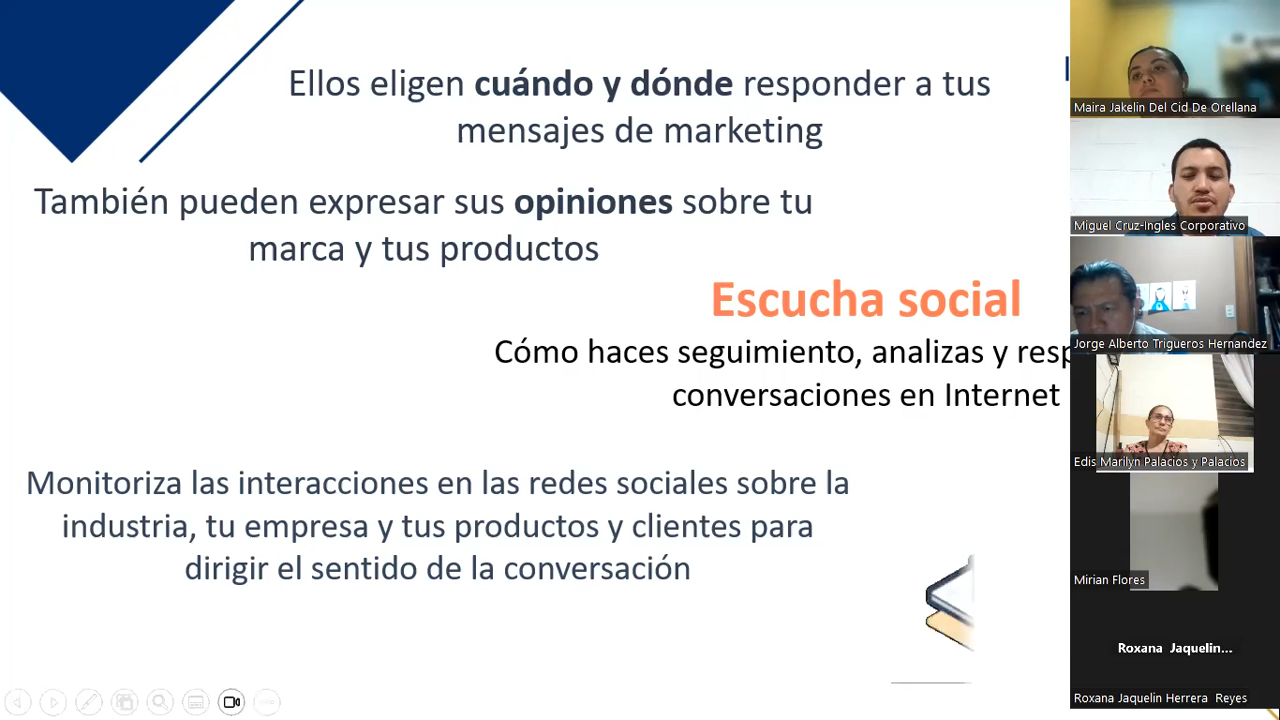 Ellos eligen cuándo y dónde responder a tus
mensajes de marketing
También pueden expresar sus opiniones sobre tu
marca y tus productos
Escucha social
Cómo haces seguimiento, analizas y resp
conversaciones en Internet
Monitoriza las interacciones en las redes sociales sobre la
industria, tu empresa y tus productos y clientes para
dirigir el sentido de la conversación
Maira Jakelin Del Cid De Orellana
Miguel Cruz-Ingles Corporativo
Jorge Alberto Trigueros Hernandez
Edis Marilyn Palacios y Palacios
Mirian Flores
Roxana Jaquelin...
Roxana Jaquelin Herrera Reyes